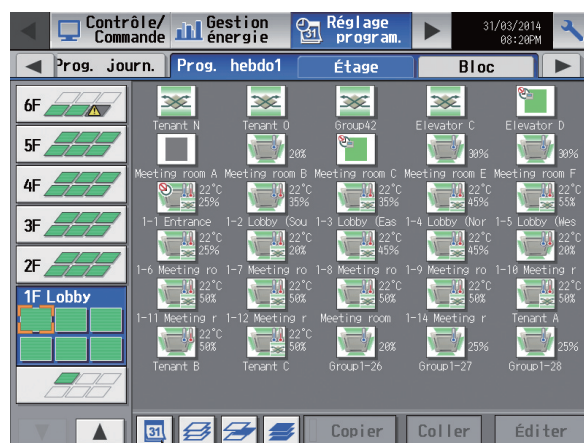 Contrôle/ Gestion Réglage 31/03/2014
Commande énergie program. 08:20PM
Prog. journ. Prog. hebdo1 Étage Bloc
6F
5F
4F
3F
2F
1F Lobby
Tenant N Tenant O Group42 Elevator C Elevator D
20% 30% 30%
Meeting room A Meeting room B Meeting room C Meeting room E Meeting room F
22°C 22°C 22°C 22°C 22°C
25% 35% 35% 45% 55%
1-1 Entrance 1-2 Lobby (Sou 1-3 Lobby (Eas 1-4 Lobby (Nor 1-5 Lobby (Wes
22°C 22°C 22°C 22°C 22°C
25% 20% 45% 45% 20%
1-6 Meeting ro 1-7 Meeting ro 1-8 Meeting ro 1-9 Meeting ro 1-10 Meeting r
22°C 22°C 22°C 22°C 22°C
50% 50% 50% 50% 50%
1-11 Meeting r 1-12 Meeting r Meeting room 1-14 Meeting r Tenant A
22°C 22°C
50% 50% 20% 25% 25%
Tenant B Tenant C Group1-26 Group1-27 Group1-28
31 Copier Coller Éditer